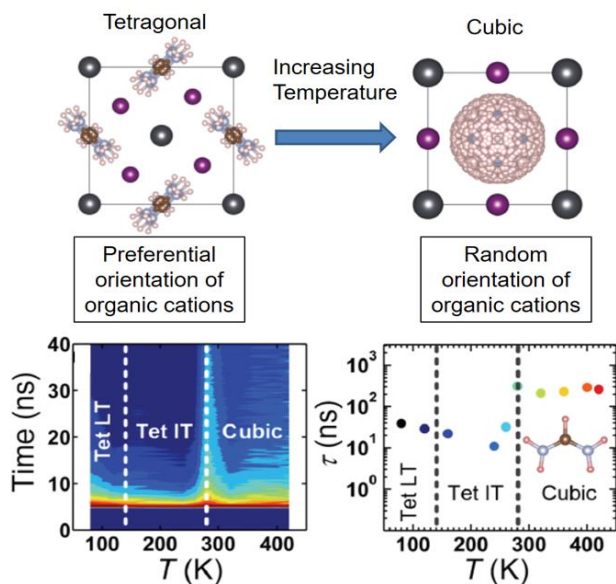 Tetragonal
Cubic
Increasing
Temperature
Preferential
orientation of
organic cations
Random
orientation of
organic cations
40
30
20
10
0
Time (ns)
Tet LT
Tet IT
Cubic
100 200 300 400
T (K)
10³
10²
10¹
10⁰
τ (ns)
Tet LT
Tet IT
Cubic
100 200 300 400
T (K)